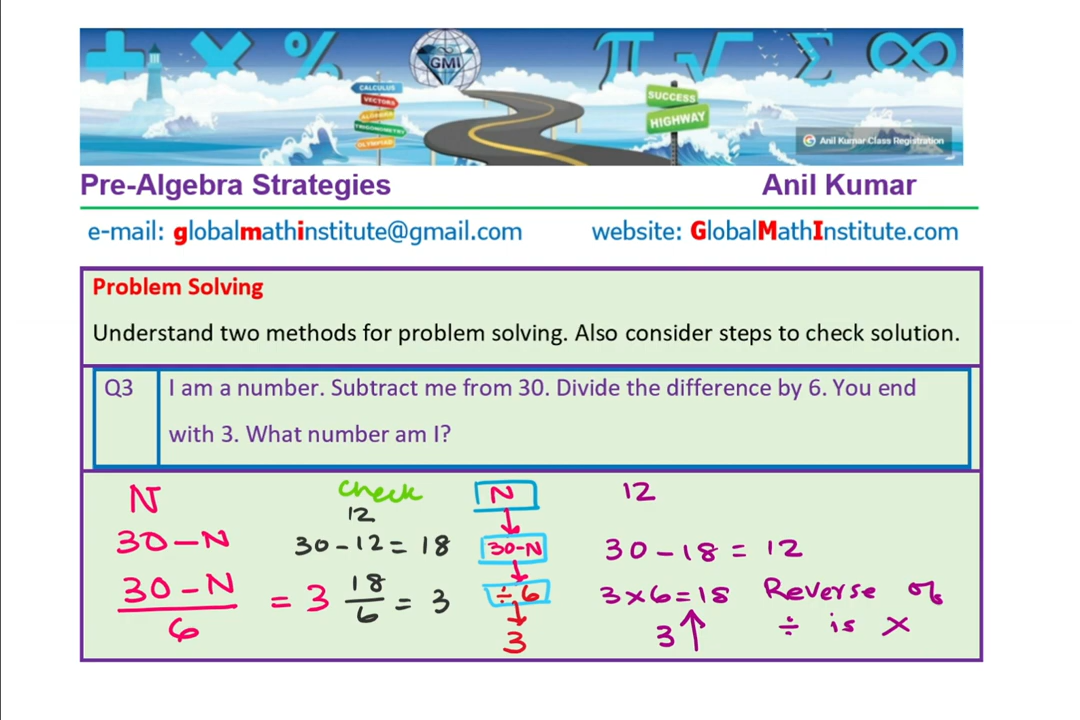 GMI
CALCULUS
VECTORS
ALGEBRA
TRIGONOMETRY
OLYMPIAD
SUCCESS
HIGHWAY
Anil Kumar Class Registration
Pre-Algebra Strategies Anil Kumar
e-mail: globalmathinstitute@gmail.com website: GlobalMathInstitute.com
Problem Solving
Understand two methods for problem solving. Also consider steps to check solution.
Q3 I am a number. Subtract me from 30. Divide the difference by 6. You end
with 3. What number am I?
N
30-N
30-N
6
= 3
Check
12
30-12 = 18
18
6
= 3
N
30-N
÷6
3
12
30-18 = 12
3×6=18 Reverse of
3↑ ÷ is ×